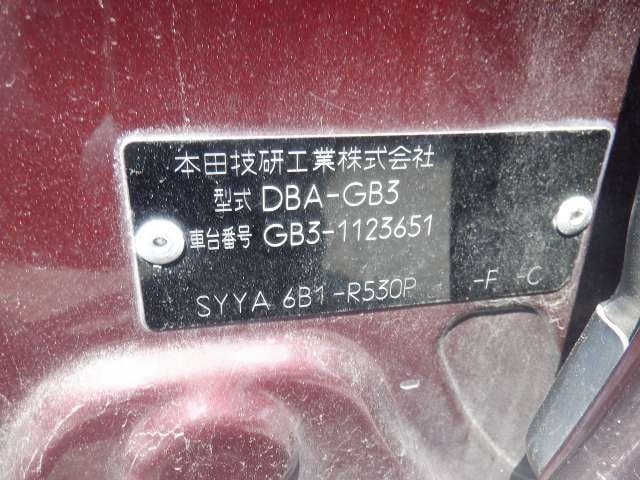 本田技研工業株式会社
型式 DBA-GB3
車台番号 GB3-1123651
SYYA 6B1-R530P -F -C